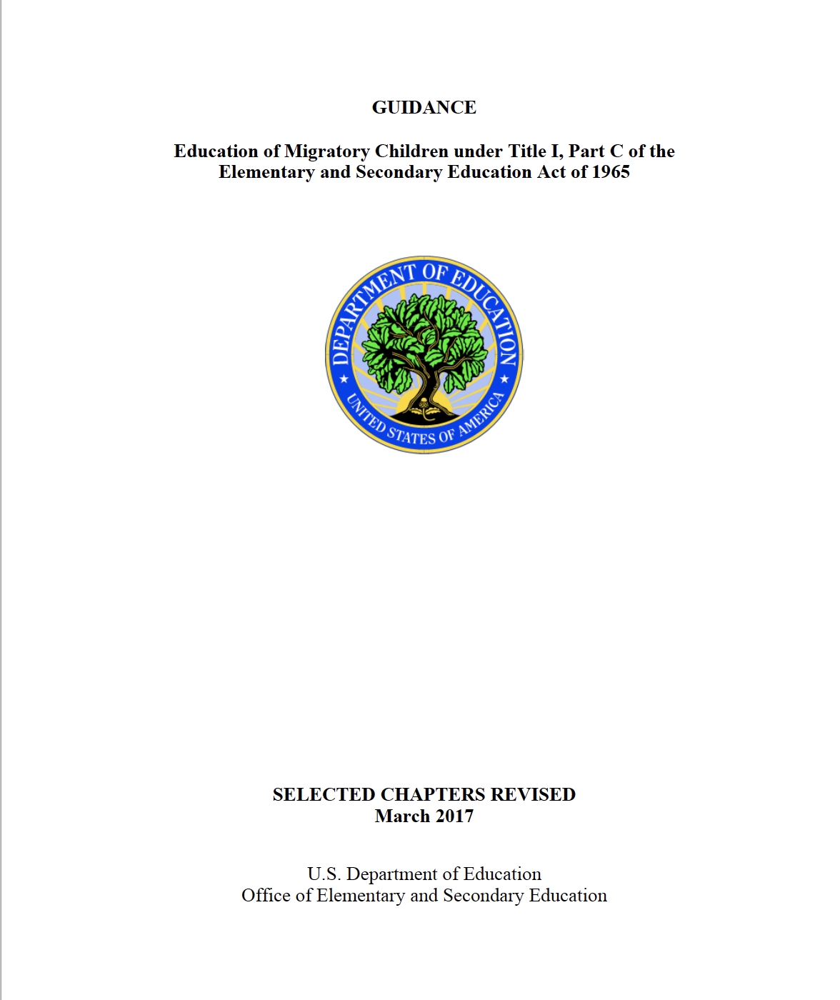 GUIDANCE
Education of Migratory Children under Title I, Part C of the
Elementary and Secondary Education Act of 1965
DEPARTMENT OF EDUCATION
UNITED STATES OF AMERICA
SELECTED CHAPTERS REVISED
March 2017
U.S. Department of Education
Office of Elementary and Secondary Education